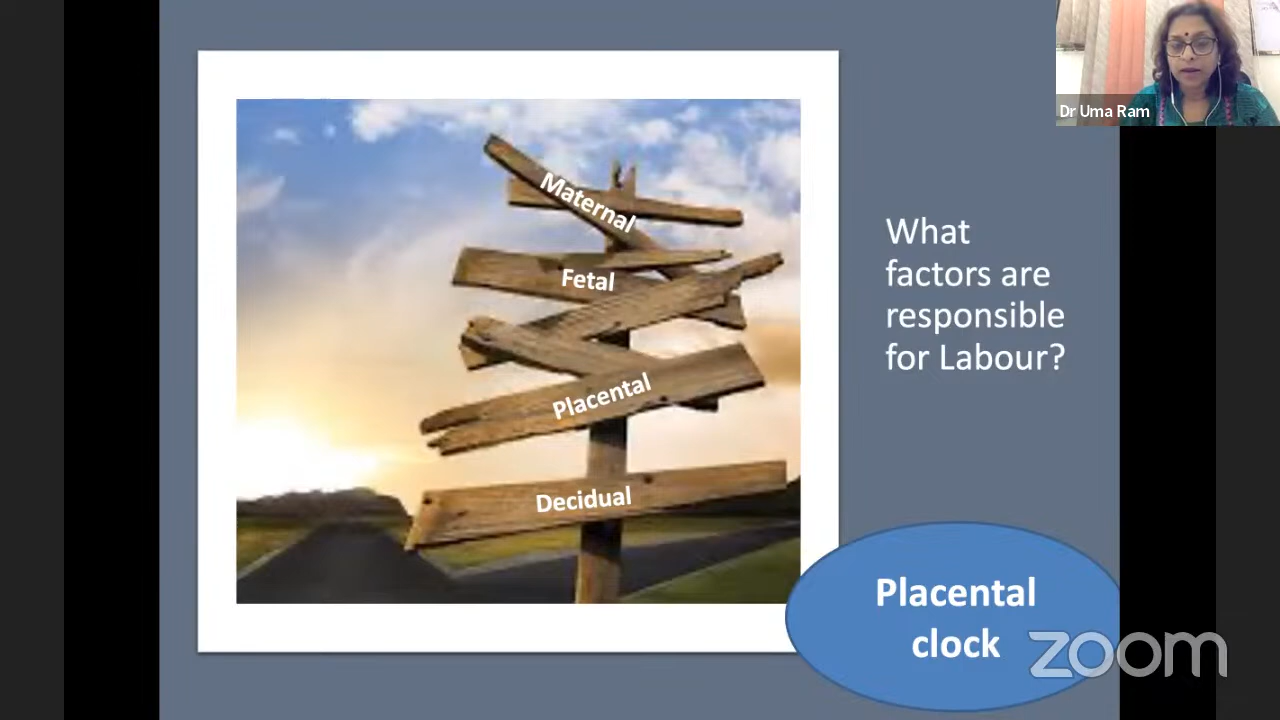 Dr Uma Ram
Maternal
Fetal
Placental
Decidual
What
factors are
responsible
for Labour?
Placental
clock
zoom